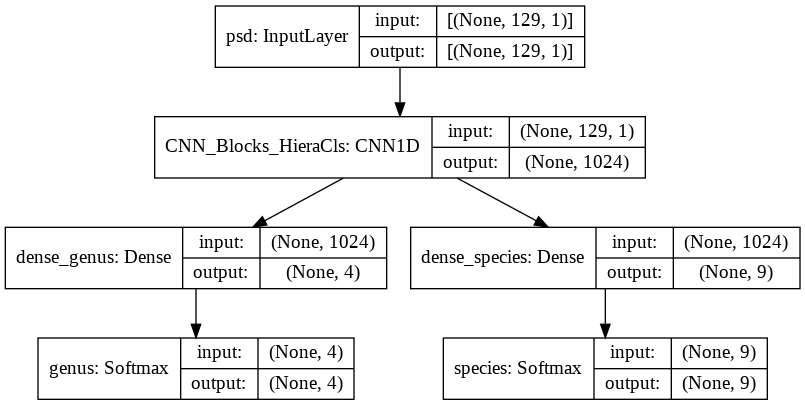 psd: InputLayer
input:
[(None, 129, 1)]
output:
[(None, 129, 1)]
CNN_Blocks_HieraCls: CNN1D
input:
(None, 129, 1)
output:
(None, 1024)
dense_genus: Dense
input:
(None, 1024)
output:
(None, 4)
dense_species: Dense
input:
(None, 1024)
output:
(None, 9)
genus: Softmax
input:
(None, 4)
output:
(None, 4)
species: Softmax
input:
(None, 9)
output:
(None, 9)